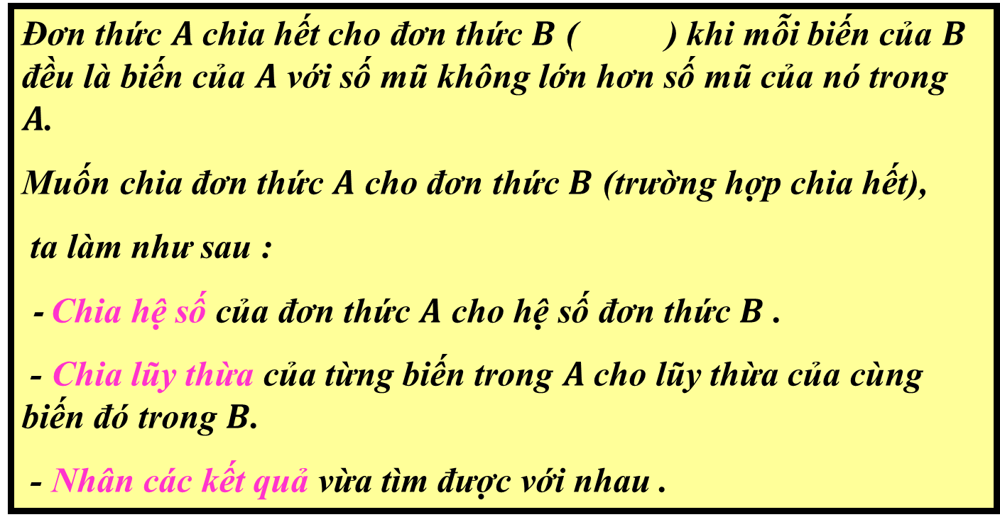 Đơn thức A chia hết cho đơn thức B (        ) khi mỗi biến của B
đều là biến của A với số mũ không lớn hơn số mũ của nó trong
A.
Muốn chia đơn thức A cho đơn thức B (trường hợp chia hết),
ta làm như sau :
- Chia hệ số của đơn thức A cho hệ số đơn thức B .
- Chia lũy thừa của từng biến trong A cho lũy thừa của cùng
biến đó trong B.
- Nhân các kết quả vừa tìm được với nhau .